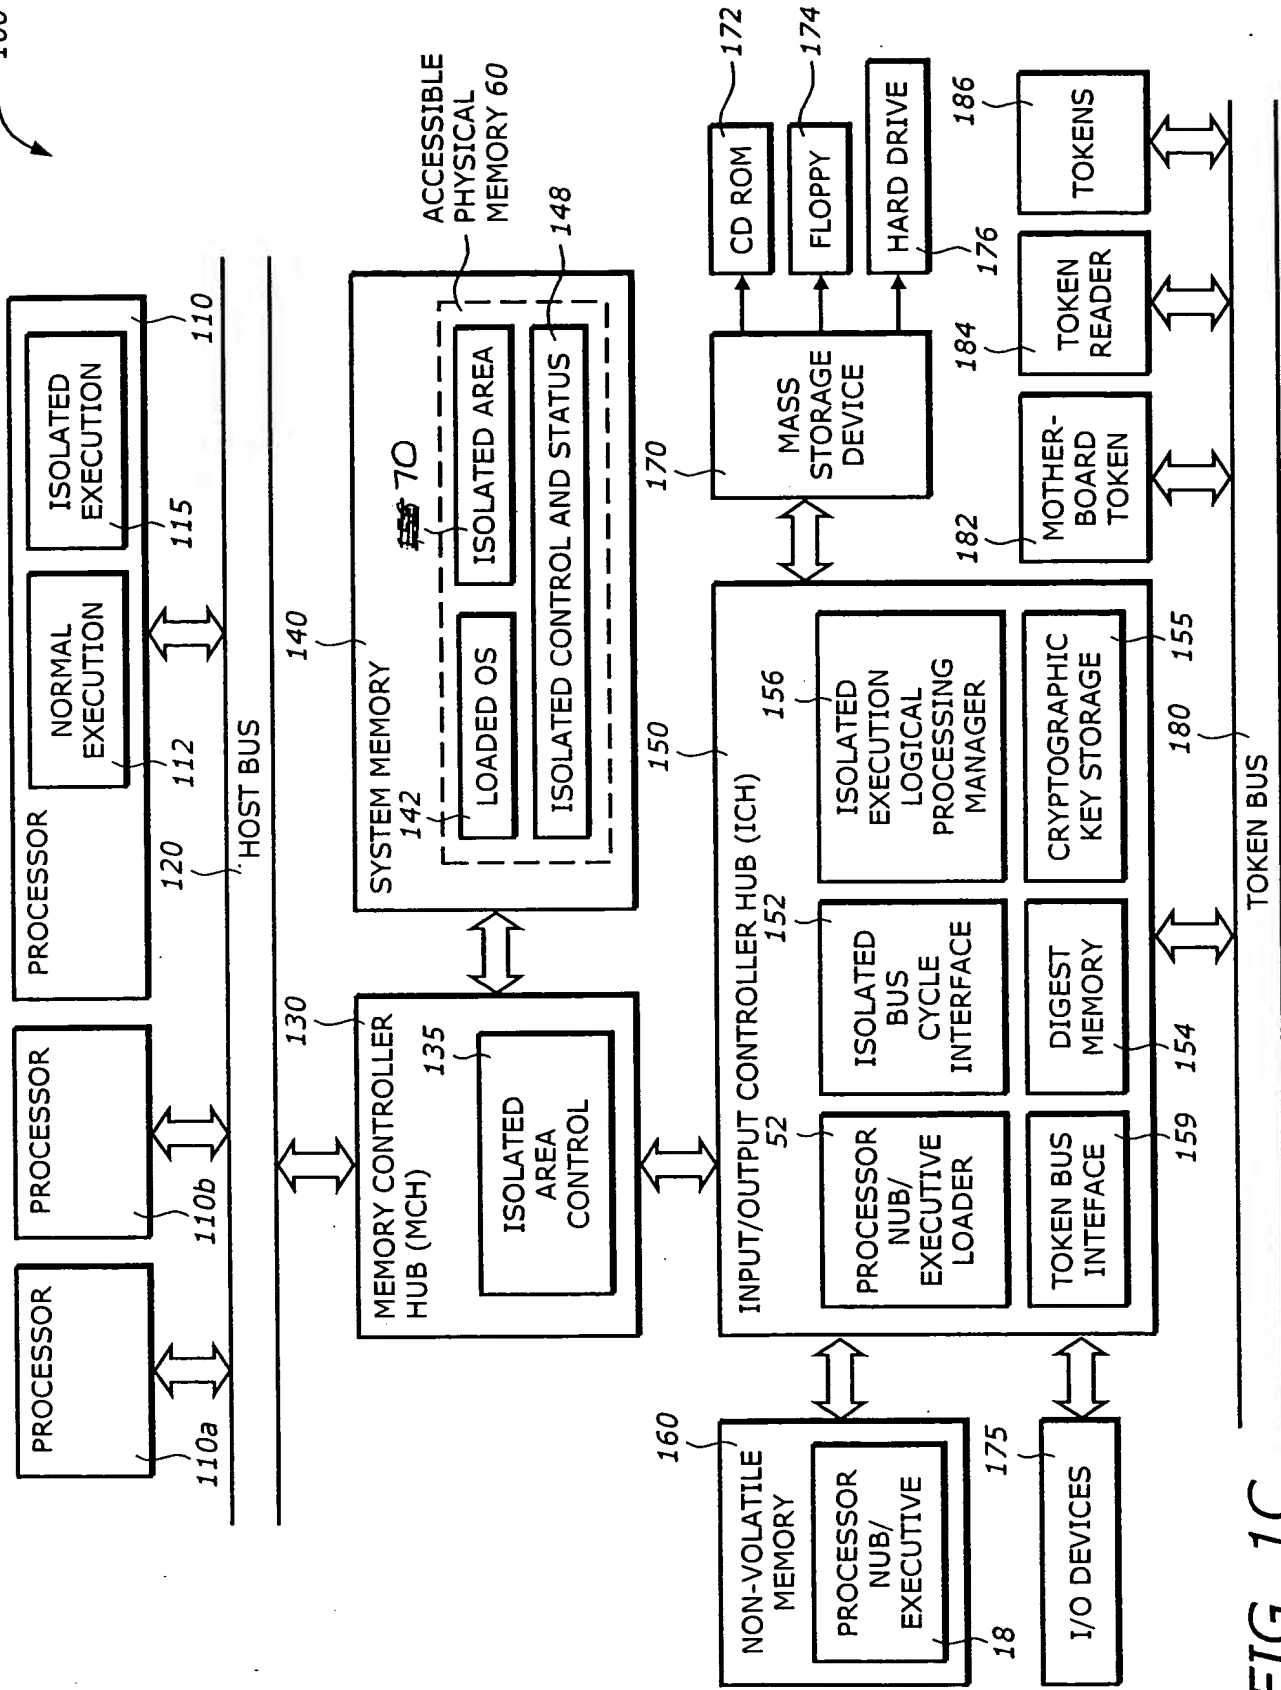 100
PROCESSOR
110a
PROCESSOR
110b
PROCESSOR
NORMAL
EXECUTION
112
ISOLATED
EXECUTION
115
110
120
HOST BUS
130
MEMORY CONTROLLER
HUB (MCH)
135
ISOLATED
AREA
CONTROL
140
SYSTEM MEMORY
142
LOADED OS
70
ISOLATED AREA
ISOLATED CONTROL AND STATUS
148
ACCESSIBLE
PHYSICAL
MEMORY 60
150
INPUT/OUTPUT CONTROLLER HUB (ICH)
52
PROCESSOR
NUB/
EXECUTIVE
LOADER
152
ISOLATED
BUS
CYCLE
INTERFACE
156
ISOLATED
EXECUTION
LOGICAL
PROCESSING
MANAGER
TOKEN BUS
INTEFACE
159
DIGEST
MEMORY
154
CRYPTOGRAPHIC
KEY STORAGE
155
160
NON-VOLATILE
MEMORY
PROCESSOR
NUB/
EXECUTIVE
18
I/O DEVICES
175
170
MASS
STORAGE
DEVICE
CD ROM
172
FLOPPY
174
HARD DRIVE
176
182
MOTHER-
BOARD
TOKEN
184
TOKEN
READER
186
TOKENS
180
TOKEN BUS
FIG. 1C